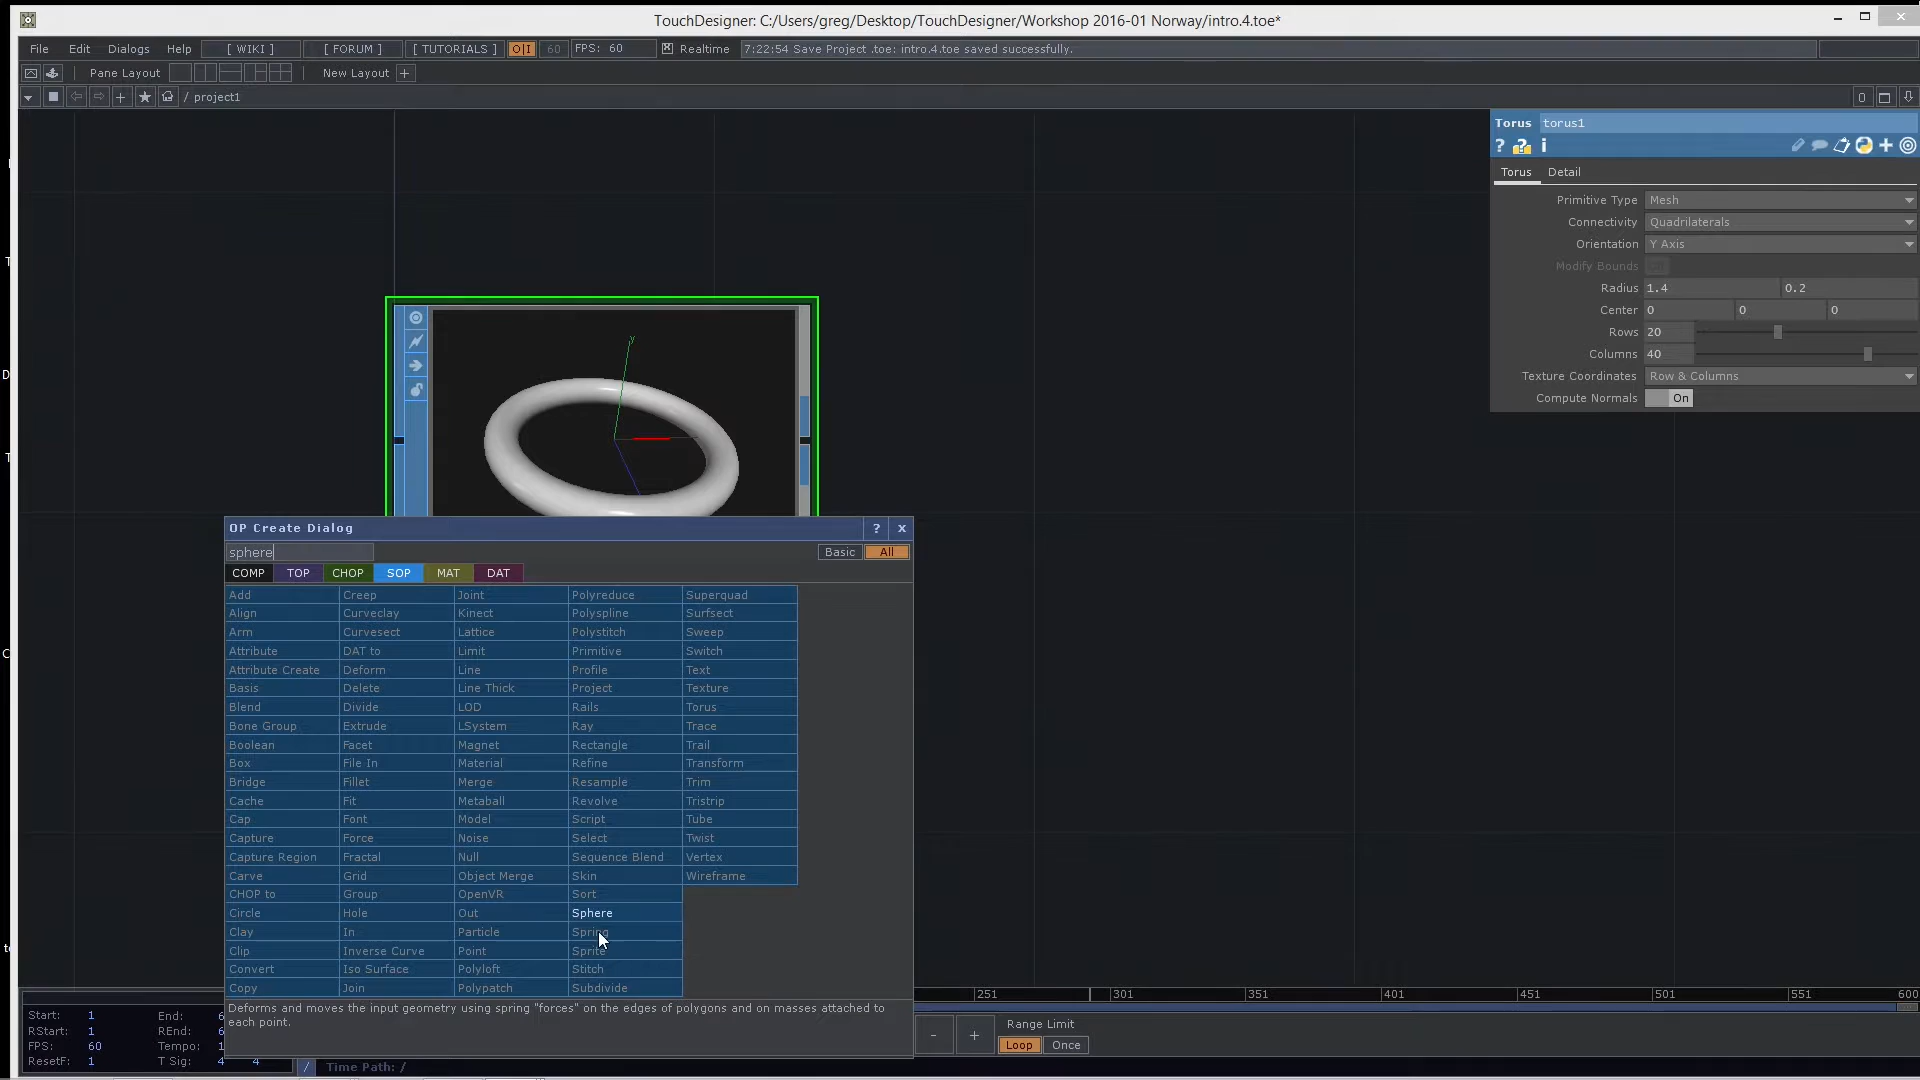 TouchDesigner: C:/Users/greg/Desktop/TouchDesigner/Workshop 2016-01 Norway/intro.4.toe*
File Edit Dialogs Help [ WIKI ] [ FORUM ] [ TUTORIALS ] O|I 60 FPS: 60 Realtime 7:22:54 Save Project .toe: intro.4.toe saved successfully.
Pane Layout New Layout +
/ project1 0
Torus torus1
? i
Torus Detail
Primitive Type Mesh
Connectivity Quadrilaterals
Orientation Y Axis
Modify Bounds
Radius 1.4 0.2
Center 0 0 0
Rows 20
Columns 40
Texture Coordinates Row & Columns
Compute Normals On
y
OP Create Dialog ? x
sphere Basic All
COMP TOP CHOP SOP MAT DAT
Add Creep Joint Polyreduce Superquad
Align Curveclay Kinect Polyspline Surfsect
Arm Curvesect Lattice Polystitch Sweep
Attribute DAT to Limit Primitive Switch
Attribute Create Deform Line Profile Text
Basis Delete Line Thick Project Texture
Blend Divide LOD Rails Torus
Bone Group Extrude LSystem Ray Trace
Boolean Facet Magnet Rectangle Trail
Box File In Material Refine Transform
Bridge Fillet Merge Resample Trim
Cache Fit Metaball Revolve Tristrip
Cap Font Model Script Tube
Capture Force Noise Select Twist
Capture Region Fractal Null Sequence Blend Vertex
Carve Grid Object Merge Skin Wireframe
CHOP to Group OpenVR Sort
Circle Hole Out Sphere
Clay In Particle Spring
Clip Inverse Curve Point Sprite
Convert Iso Surface Polyloft Stitch
Copy Join Polypatch Subdivide
Deforms and moves the input geometry using spring "forces" on the edges of polygons and on masses attached to
each point.
251 301 351 401 451 501 551 600
Start: 1 End: 6
RStart: 1 REnd: 6
FPS: 60 Tempo: 1
ResetF: 1 T Sig: 4 4
- + Range Limit
Loop Once
/ Time Path: /